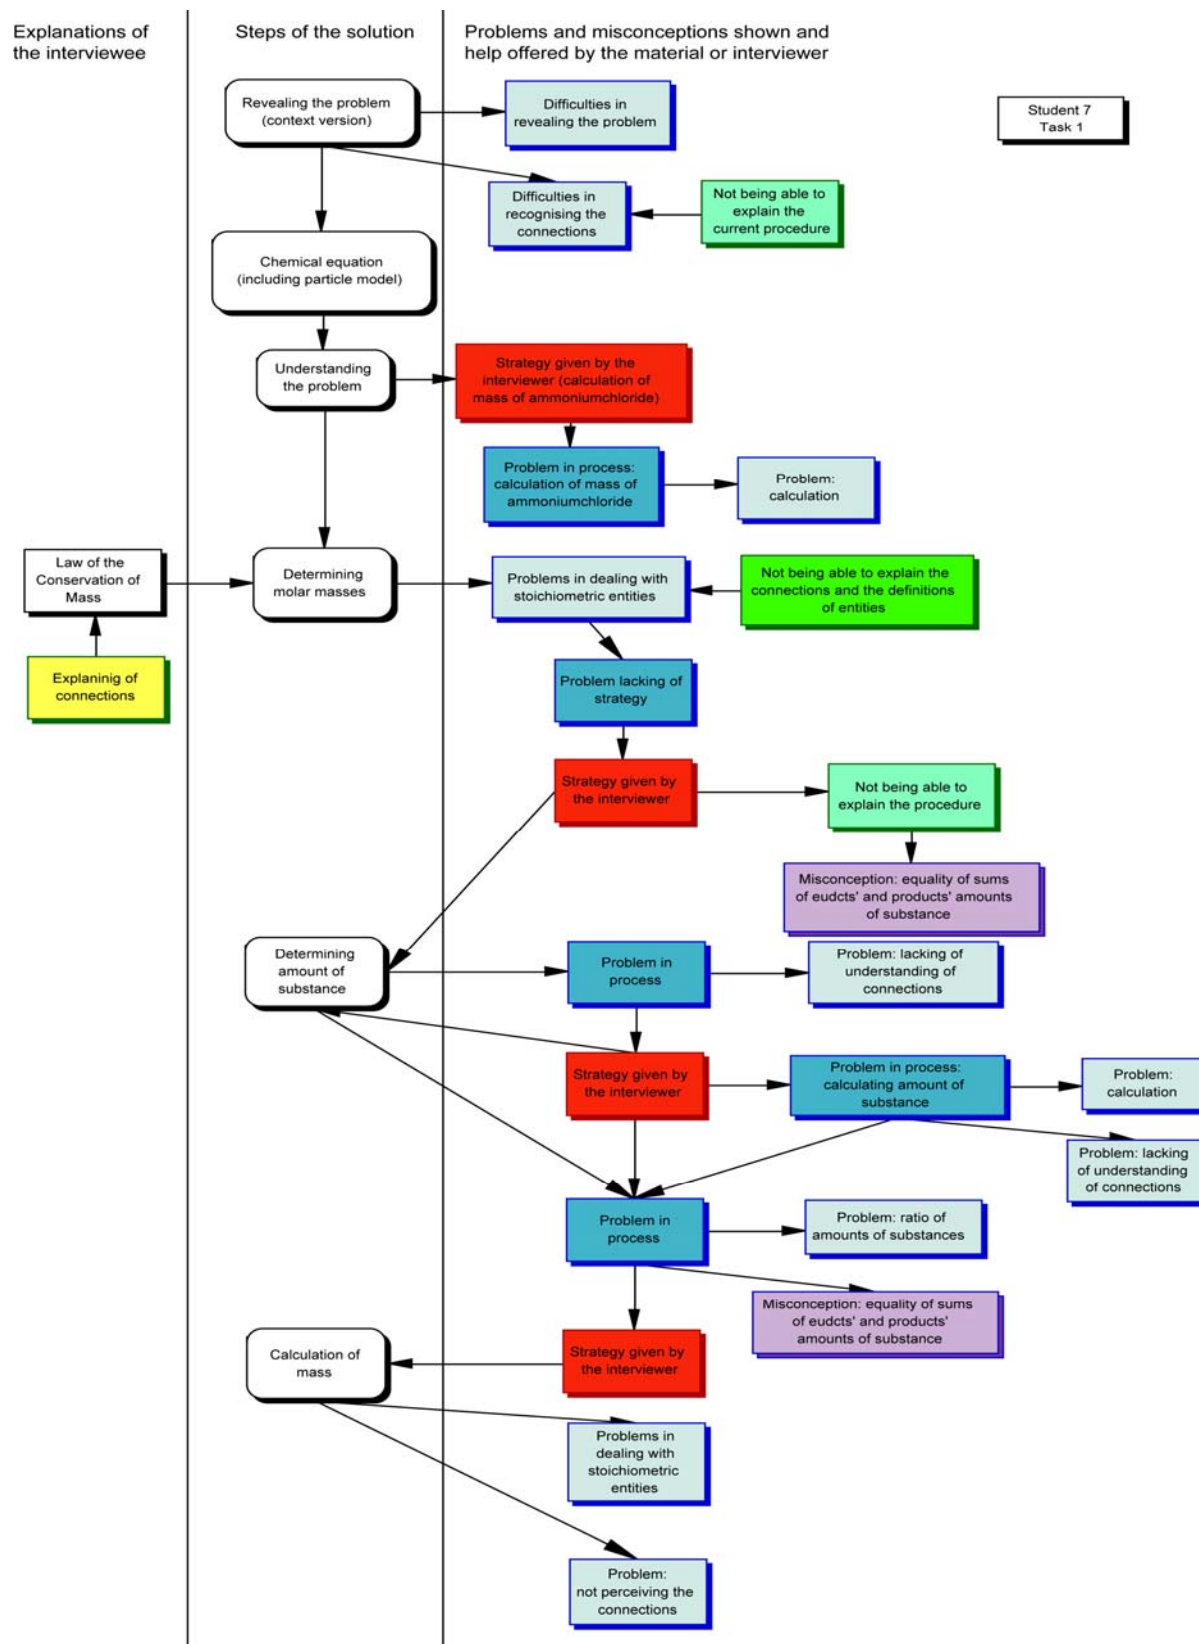 Explanations of
the interviewee
Steps of the solution
Problems and misconceptions shown and
help offered by the material or interviewer
Revealing the problem
(context version)
Difficulties in
revealing the problem
Student 7
Task 1
Difficulties in
recognising the
connections
Not being able to
explain the
current procedure
Chemical equation
(including particle model)
Understanding
the problem
Strategy given by the
interviewer (calculation of
mass of ammoniumchloride)
Problem in process:
calculation of mass of
ammoniumchloride
Problem:
calculation
Law of the
Conservation of
Mass
Determining
molar masses
Problems in dealing with
stoichiometric entities
Not being able to explain the
connections and the definitions
of entities
Explaninig of
connections
Problem lacking of
strategy
Strategy given by
the interviewer
Not being able to
explain the procedure
Misconception: equality of sums
of eudcts' and products' amounts
of substance
Determining
amount of
substance
Problem in
process
Problem: lacking of
understanding of
connections
Strategy given by
the interviewer
Problem in process:
calculating amount of
substance
Problem:
calculation
Problem: lacking
of understanding
of connections
Problem in
process
Problem: ratio of
amounts of substances
Misconception: equality of sums
of eudcts' and products'
amounts of substance
Calculation of
mass
Strategy given by
the interviewer
Problems in
dealing with
stoichiometric
entities
Problem:
not perceiving the
connections